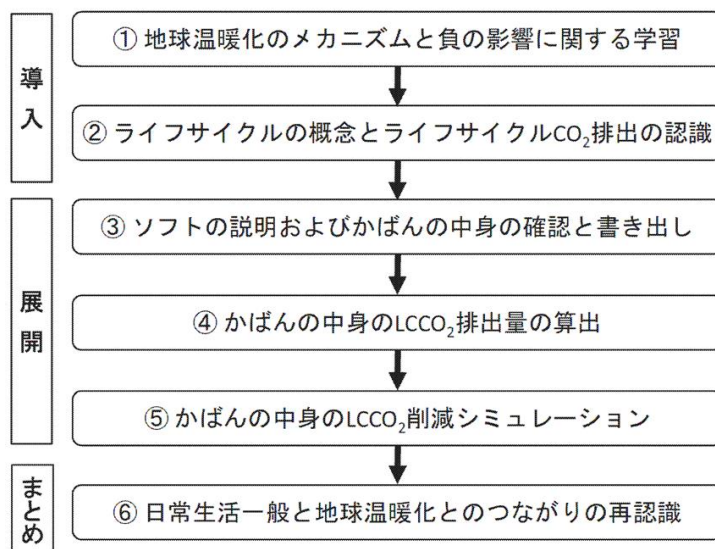 導入
① 地球温暖化のメカニズムと負の影響に関する学習
② ライフサイクルの概念とライフサイクルCO₂排出の認識
展開
③ ソフトの説明およびかばんの中身の確認と書き出し
④ かばんの中身のLCCO₂排出量の算出
⑤ かばんの中身のLCCO₂削減シミュレーション
まとめ
⑥ 日常生活一般と地球温暖化とのつながりの再認識